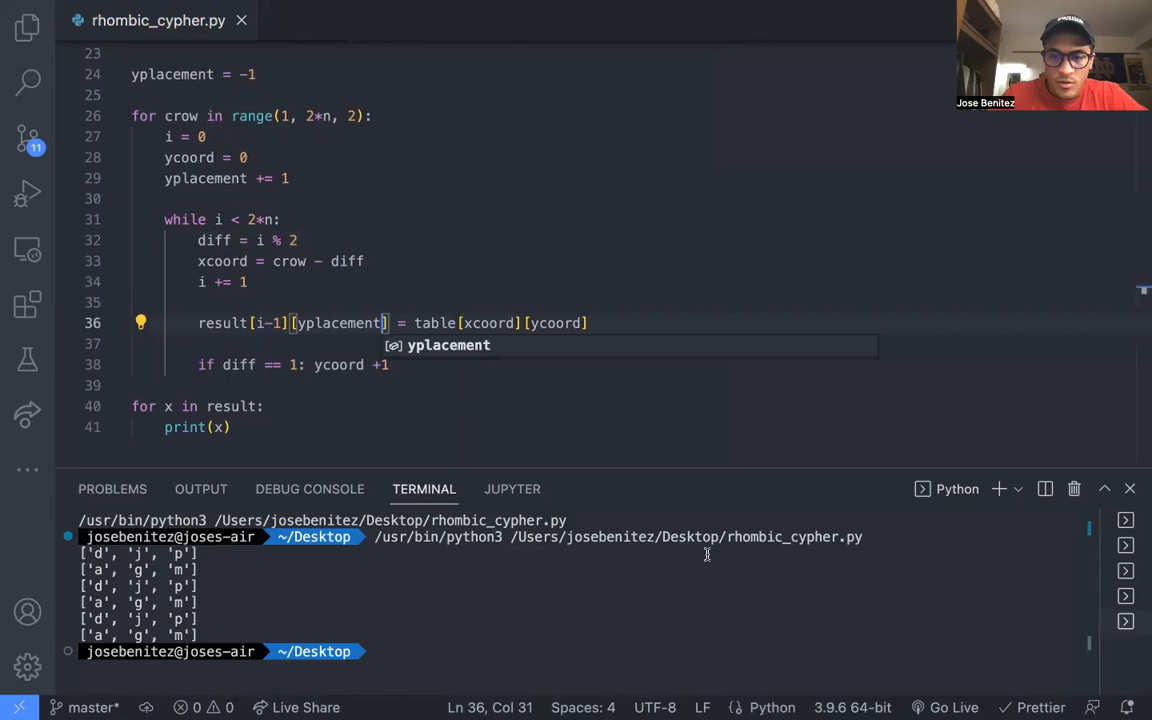 rhombic_cypher.py
Jose Benitez
23
24 yplacement = -1
25
26 for crow in range(1, 2*n, 2):
27 i = 0
28 ycoord = 0
29 yplacement += 1
30
31 while i < 2*n:
32 diff = i % 2
33 xcoord = crow - diff
34 i += 1
35
36 result[i-1][yplacement] = table[xcoord][ycoord]
yplacement
37
38 if diff == 1: ycoord +1
39
40 for x in result:
41 print(x)
11
PROBLEMS OUTPUT DEBUG CONSOLE TERMINAL JUPYTER Python
/usr/bin/python3 /Users/josebenitez/Desktop/rhombic_cypher.py
josebenitez@joses-air ~/Desktop /usr/bin/python3 /Users/josebenitez/Desktop/rhombic_cypher.py
['d', 'j', 'p']
['a', 'g', 'm']
['d', 'j', 'p']
['a', 'g', 'm']
['d', 'j', 'p']
['a', 'g', 'm']
josebenitez@joses-air ~/Desktop
master* 0 0 Live Share Ln 36, Col 31 Spaces: 4 UTF-8 LF Python 3.9.6 64-bit Go Live Prettier